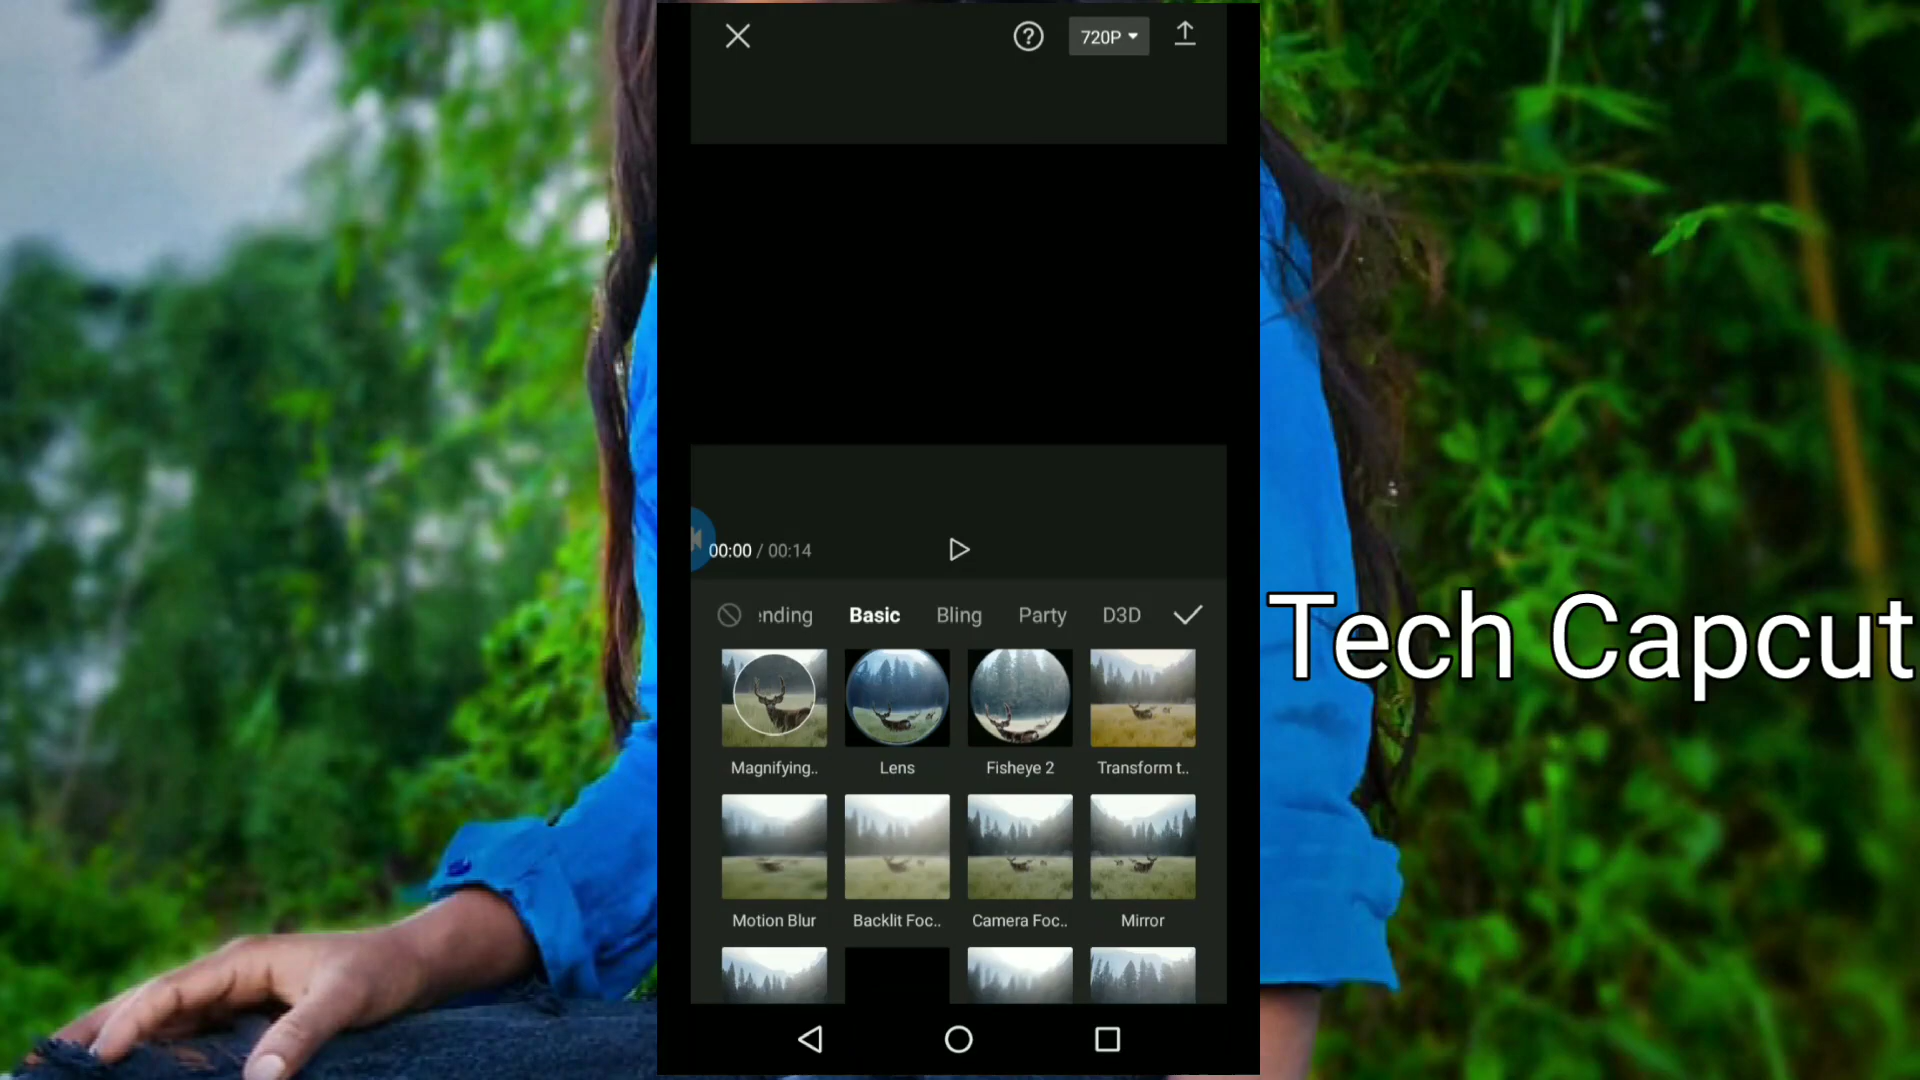 720P
00:00 / 00:14
ending Basic Bling Party D3D
Tech Capcut
Magnifying.. Lens Fisheye 2 Transform t..
Motion Blur Backlit Foc.. Camera Foc.. Mirror